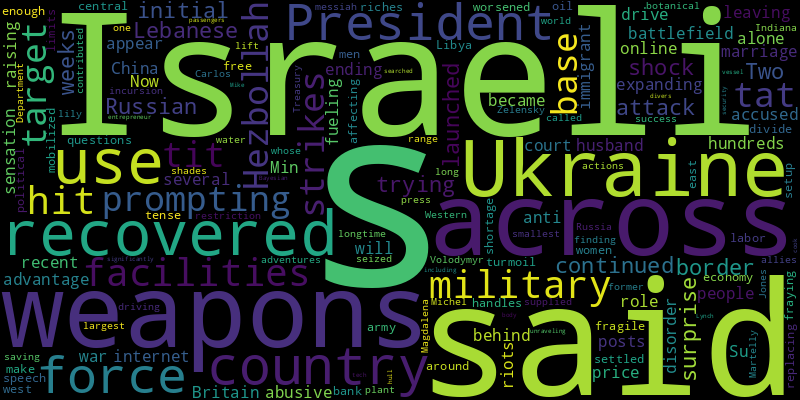 enough
central
initial
President
riches
worsened
oil
botanical
leaving
one
passengers
messiah
drive
Indiana
raising
target
Israeli
Lebanese
Hezbollah
lift
men
Libya
world
battlefield
alone
contributed
weeks
appear
Carlos
free
ending
base
immigrant
online
marriage
Department
China
Mike
fueling
affecting
Treasury
searched
shock
Two
limits
Now
Russian
strikes
became
expanding
tat
vessel
incursion
entrepreneur
launched
Zelensky
attack
accused
divers
security
sensation
mobilized
lily
questions
water
called
success
divide
use
tit
whose
range
Ukraine
court
husband
hundreds
political
shades
Min
long
actions
east
setup
hit
prompting
several
trying
S
across
press
tense
restriction
Western
shortage
anti
smallest
labor
recovered
longtime
will
seized
Volodymyr
turmoil
Russia
finding
women
allies
recent
facilities
significantly
adventures
including
continued
border
economy
advantage
driving
military
Michel
handles
supplied
former
role
people
Jones
fraying
weapons
largest
army
said
disorder
surprise
replacing
saving
war
internet
country
Magdalena
behind
unraveling
riots
fragile
posts
Su
Lynch
Martelly
make
speech
west
force
tech
hull
around
settled
price
Britain
abusive
bank
plant